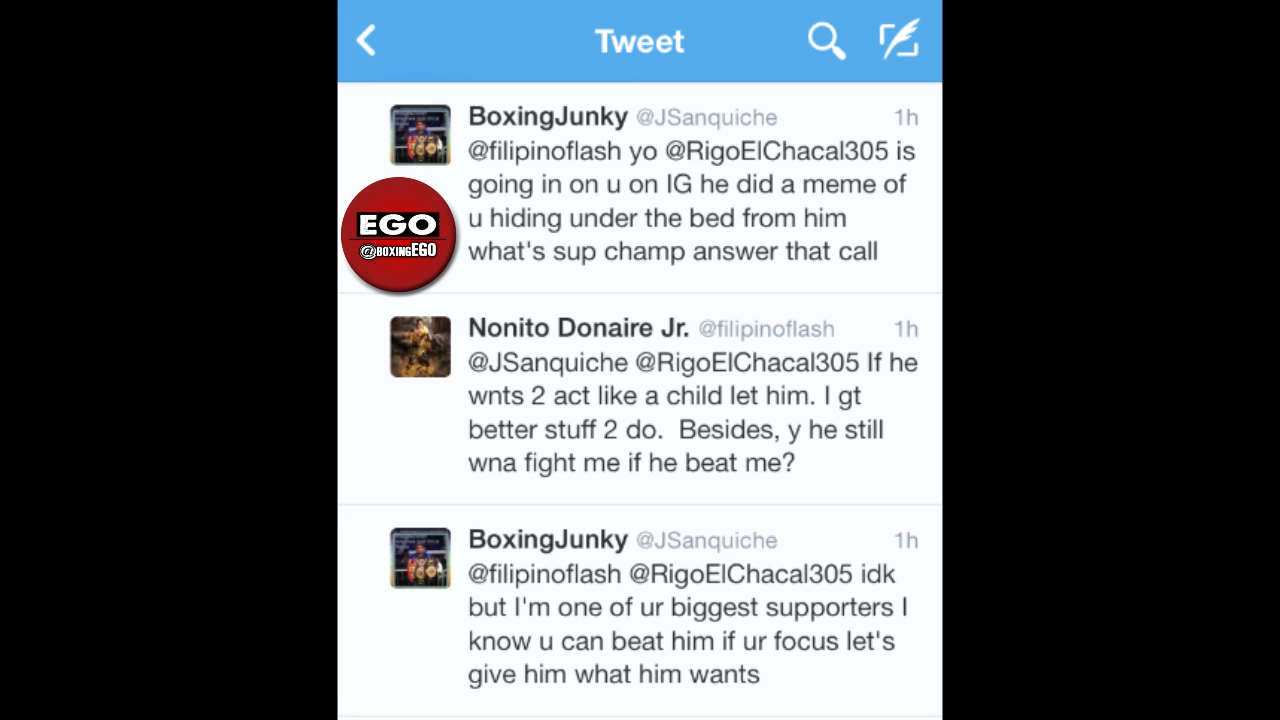 Tweet
BoxingJunky @JSanquiche 1h
@filipinoflash yo @RigoElChacal305 is
going in on u on IG he did a meme of
u hiding under the bed from him
what's sup champ answer that call
EGO
@BOXINGEGO
Nonito Donaire Jr. @filipinoflash 1h
@JSanquiche @RigoElChacal305 If he
wnts 2 act like a child let him. I gt
better stuff 2 do.  Besides, y he still
wna fight me if he beat me?
BoxingJunky @JSanquiche 1h
@filipinoflash @RigoElChacal305 idk
but I'm one of ur biggest supporters I
know u can beat him if ur focus let's
give him what him wants